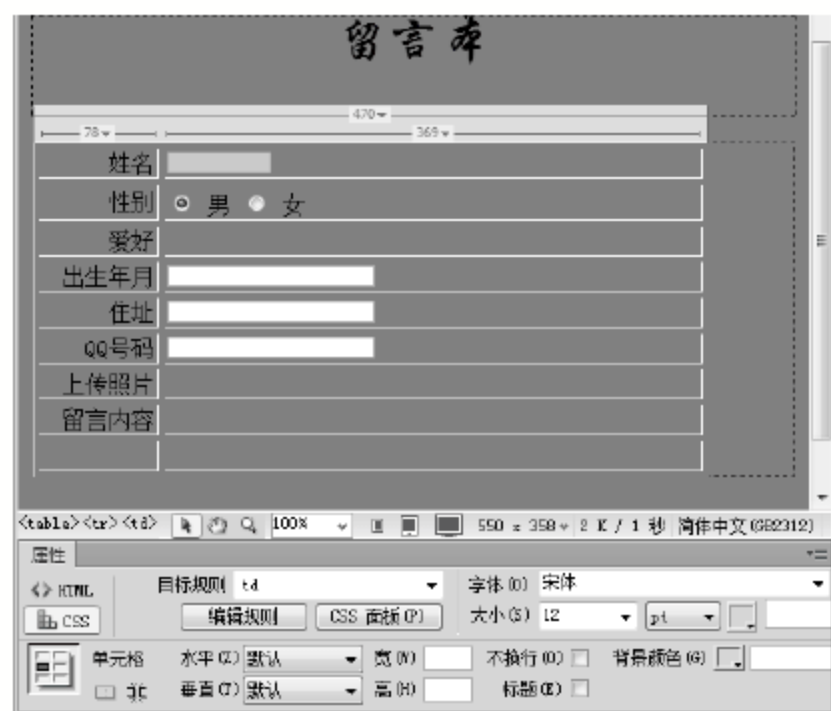 留言本
470
78 369
姓名
性别 男 女
爱好
出生年月
住址
QQ号码
上传照片
留言内容
<table><tr><td> 100% 550 x 358 2 K / 1 秒 简体中文(GB2312)
属性
<> HTML 目标规则 td 字体(O) 宋体
CSS 编辑规则 CSS 面板(P) 大小(S) 12 pt
单元格 水平(Z) 默认 宽(W) 不换行(O) 背景颜色(G)
垂直(T) 默认 高(H) 标题(E)